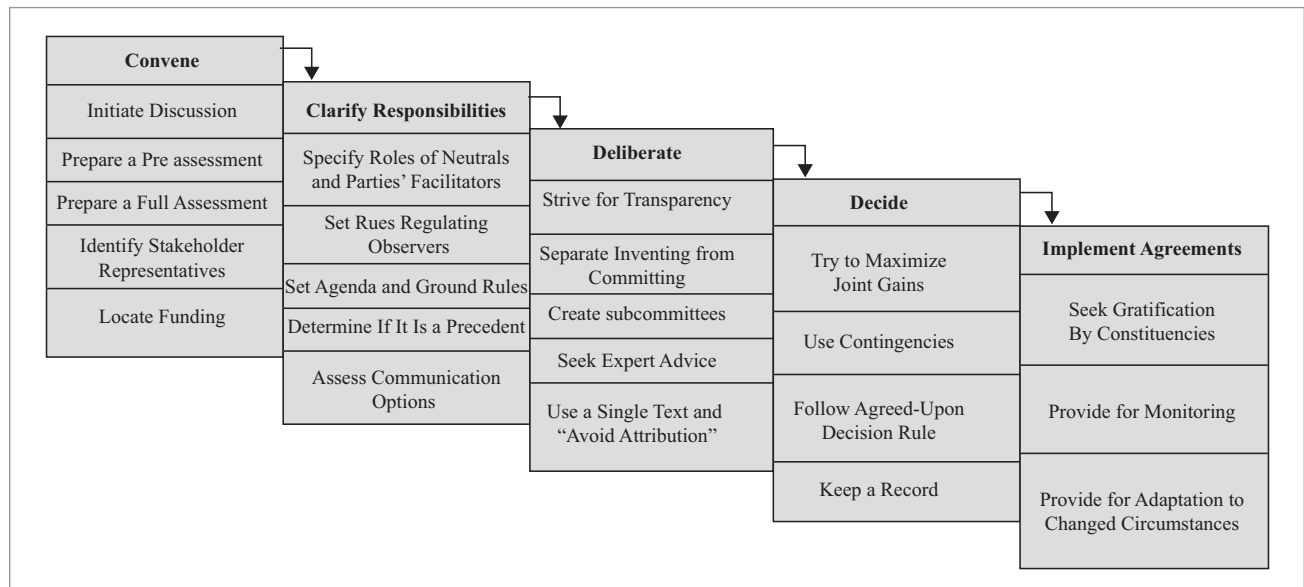 Convene
Initiate Discussion
Prepare a Pre assessment
Prepare a Full Assessment
Identify Stakeholder
Representatives
Locate Funding
Clarify Responsibilities
Specify Roles of Neutrals
and Parties’ Facilitators
Set Rues Regulating
Observers
Set Agenda and Ground Rules
Determine If It Is a Precedent
Assess Communication
Options
Deliberate
Strive for Transparency
Separate Inventing from
Committing
Create subcommittees
Seek Expert Advice
Use a Single Text and
“Avoid Attribution”
Decide
Try to Maximize
Joint Gains
Use Contingencies
Follow Agreed-Upon
Decision Rule
Keep a Record
Implement Agreements
Seek Gratification
By Constituencies
Provide for Monitoring
Provide for Adaptation to
Changed Circumstances